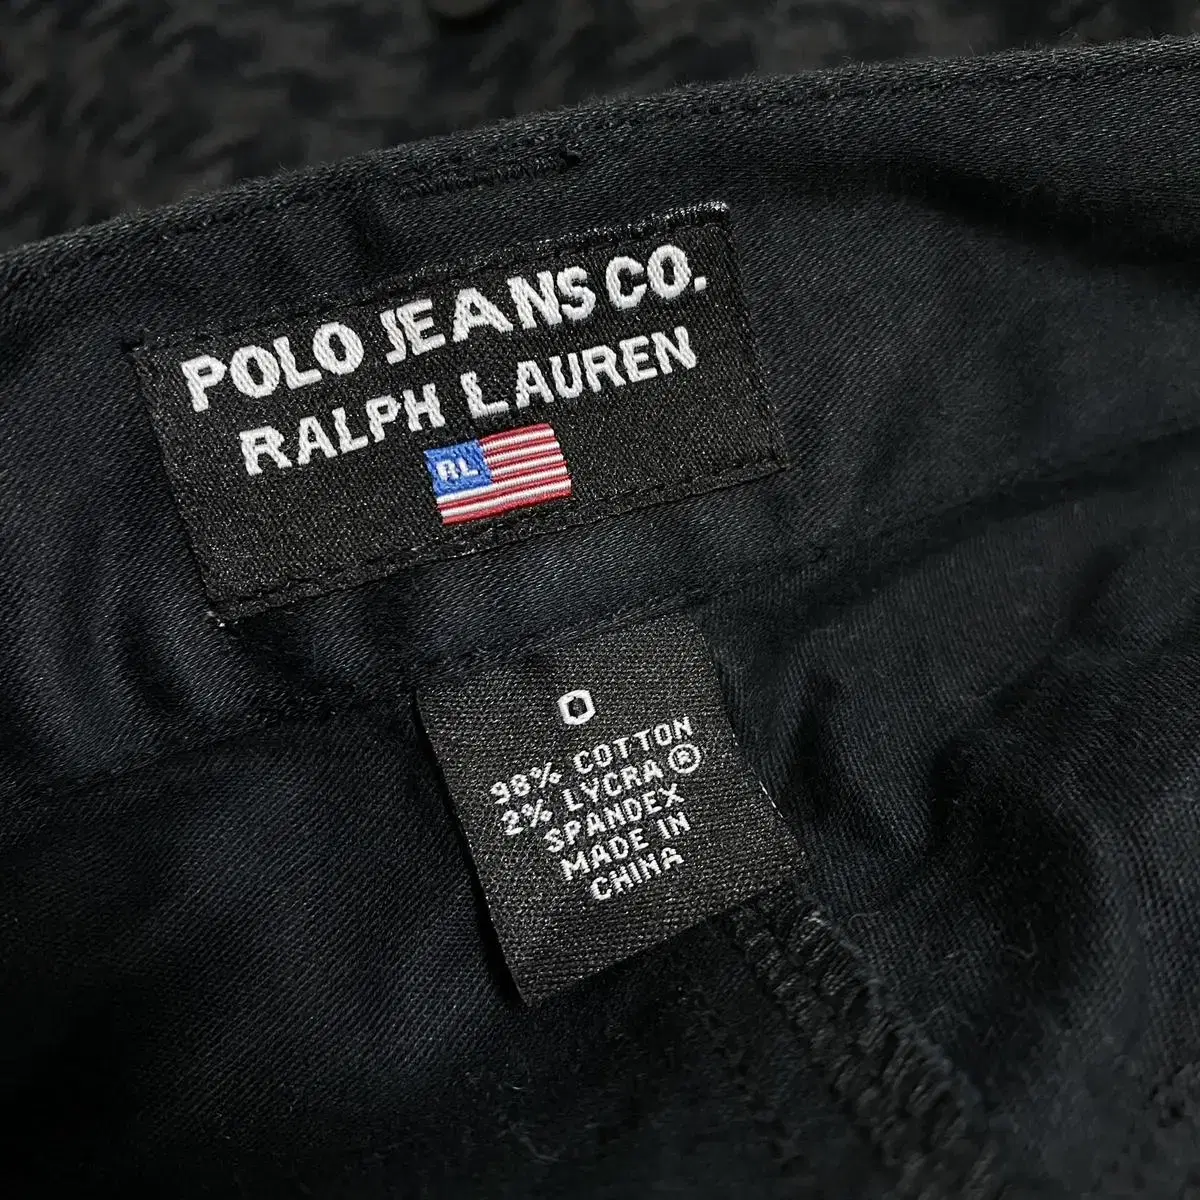 POLO JEANS CO.
RALPH LAUREN
RL
0
98% COTTON
2% LYCRA®
SPANDEX
MADE IN
CHINA